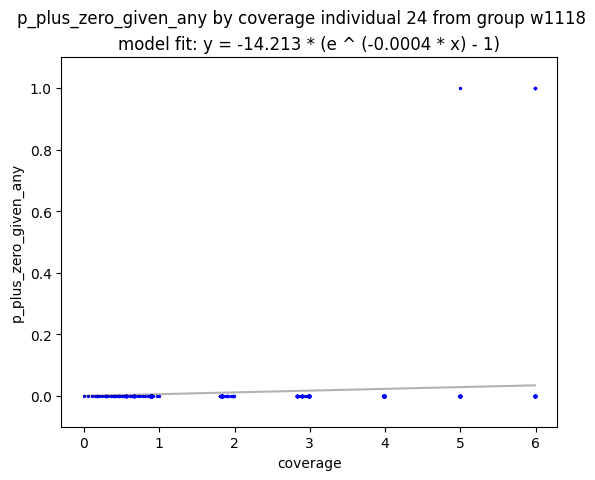 p_plus_zero_given_any by coverage individual 24 from group w1118
model fit: y = -14.213 * (e ^ (-0.0004 * x) - 1)
1.0
0.8
0.6
0.4
0.2
0.0
p_plus_zero_given_any
0 1 2 3 4 5 6
coverage